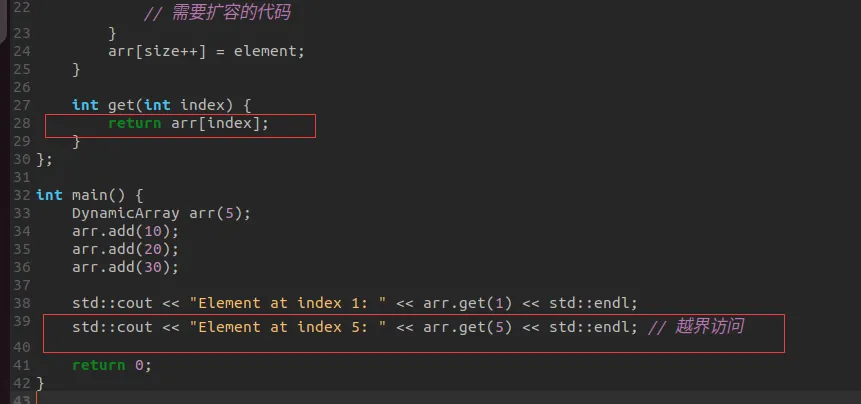 22             // 需要扩容的代码
23         }
24         arr[size++] = element;
25     }
26
27     int get(int index) {
28         return arr[index];
29     }
30 };
31
32 int main() {
33     DynamicArray arr(5);
34     arr.add(10);
35     arr.add(20);
36     arr.add(30);
37
38     std::cout << "Element at index 1: " << arr.get(1) << std::endl;
39     std::cout << "Element at index 5: " << arr.get(5) << std::endl; // 越界访问
40
41     return 0;
42 }
43